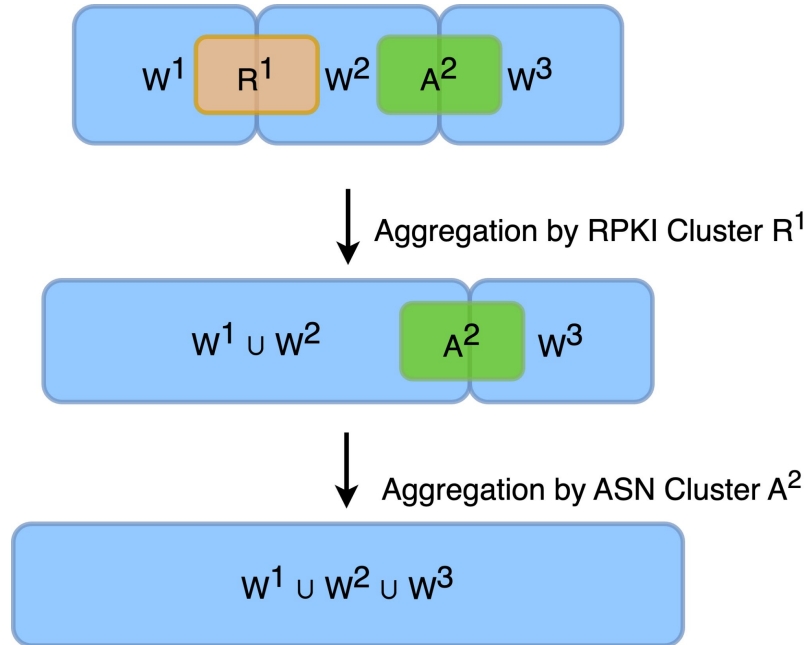 W¹ R¹ W² A² W³
Aggregation by RPKI Cluster R¹
W¹ ∪ W² A² W³
Aggregation by ASN Cluster A²
W¹ ∪ W² ∪ W³